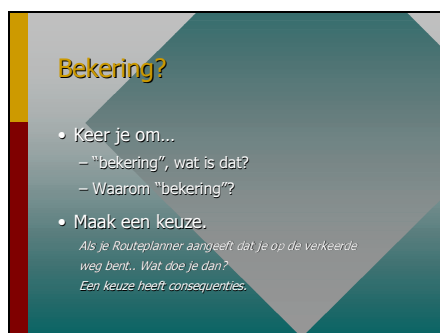 Bekering?
• Keer je om...
– "bekering", wat is dat?
– Waarom "bekering"?
• Maak een keuze.
Als je Routeplanner aangeeft dat je op de verkeerde
weg bent.. Wat doe je dan?
Een keuze heeft consequenties.